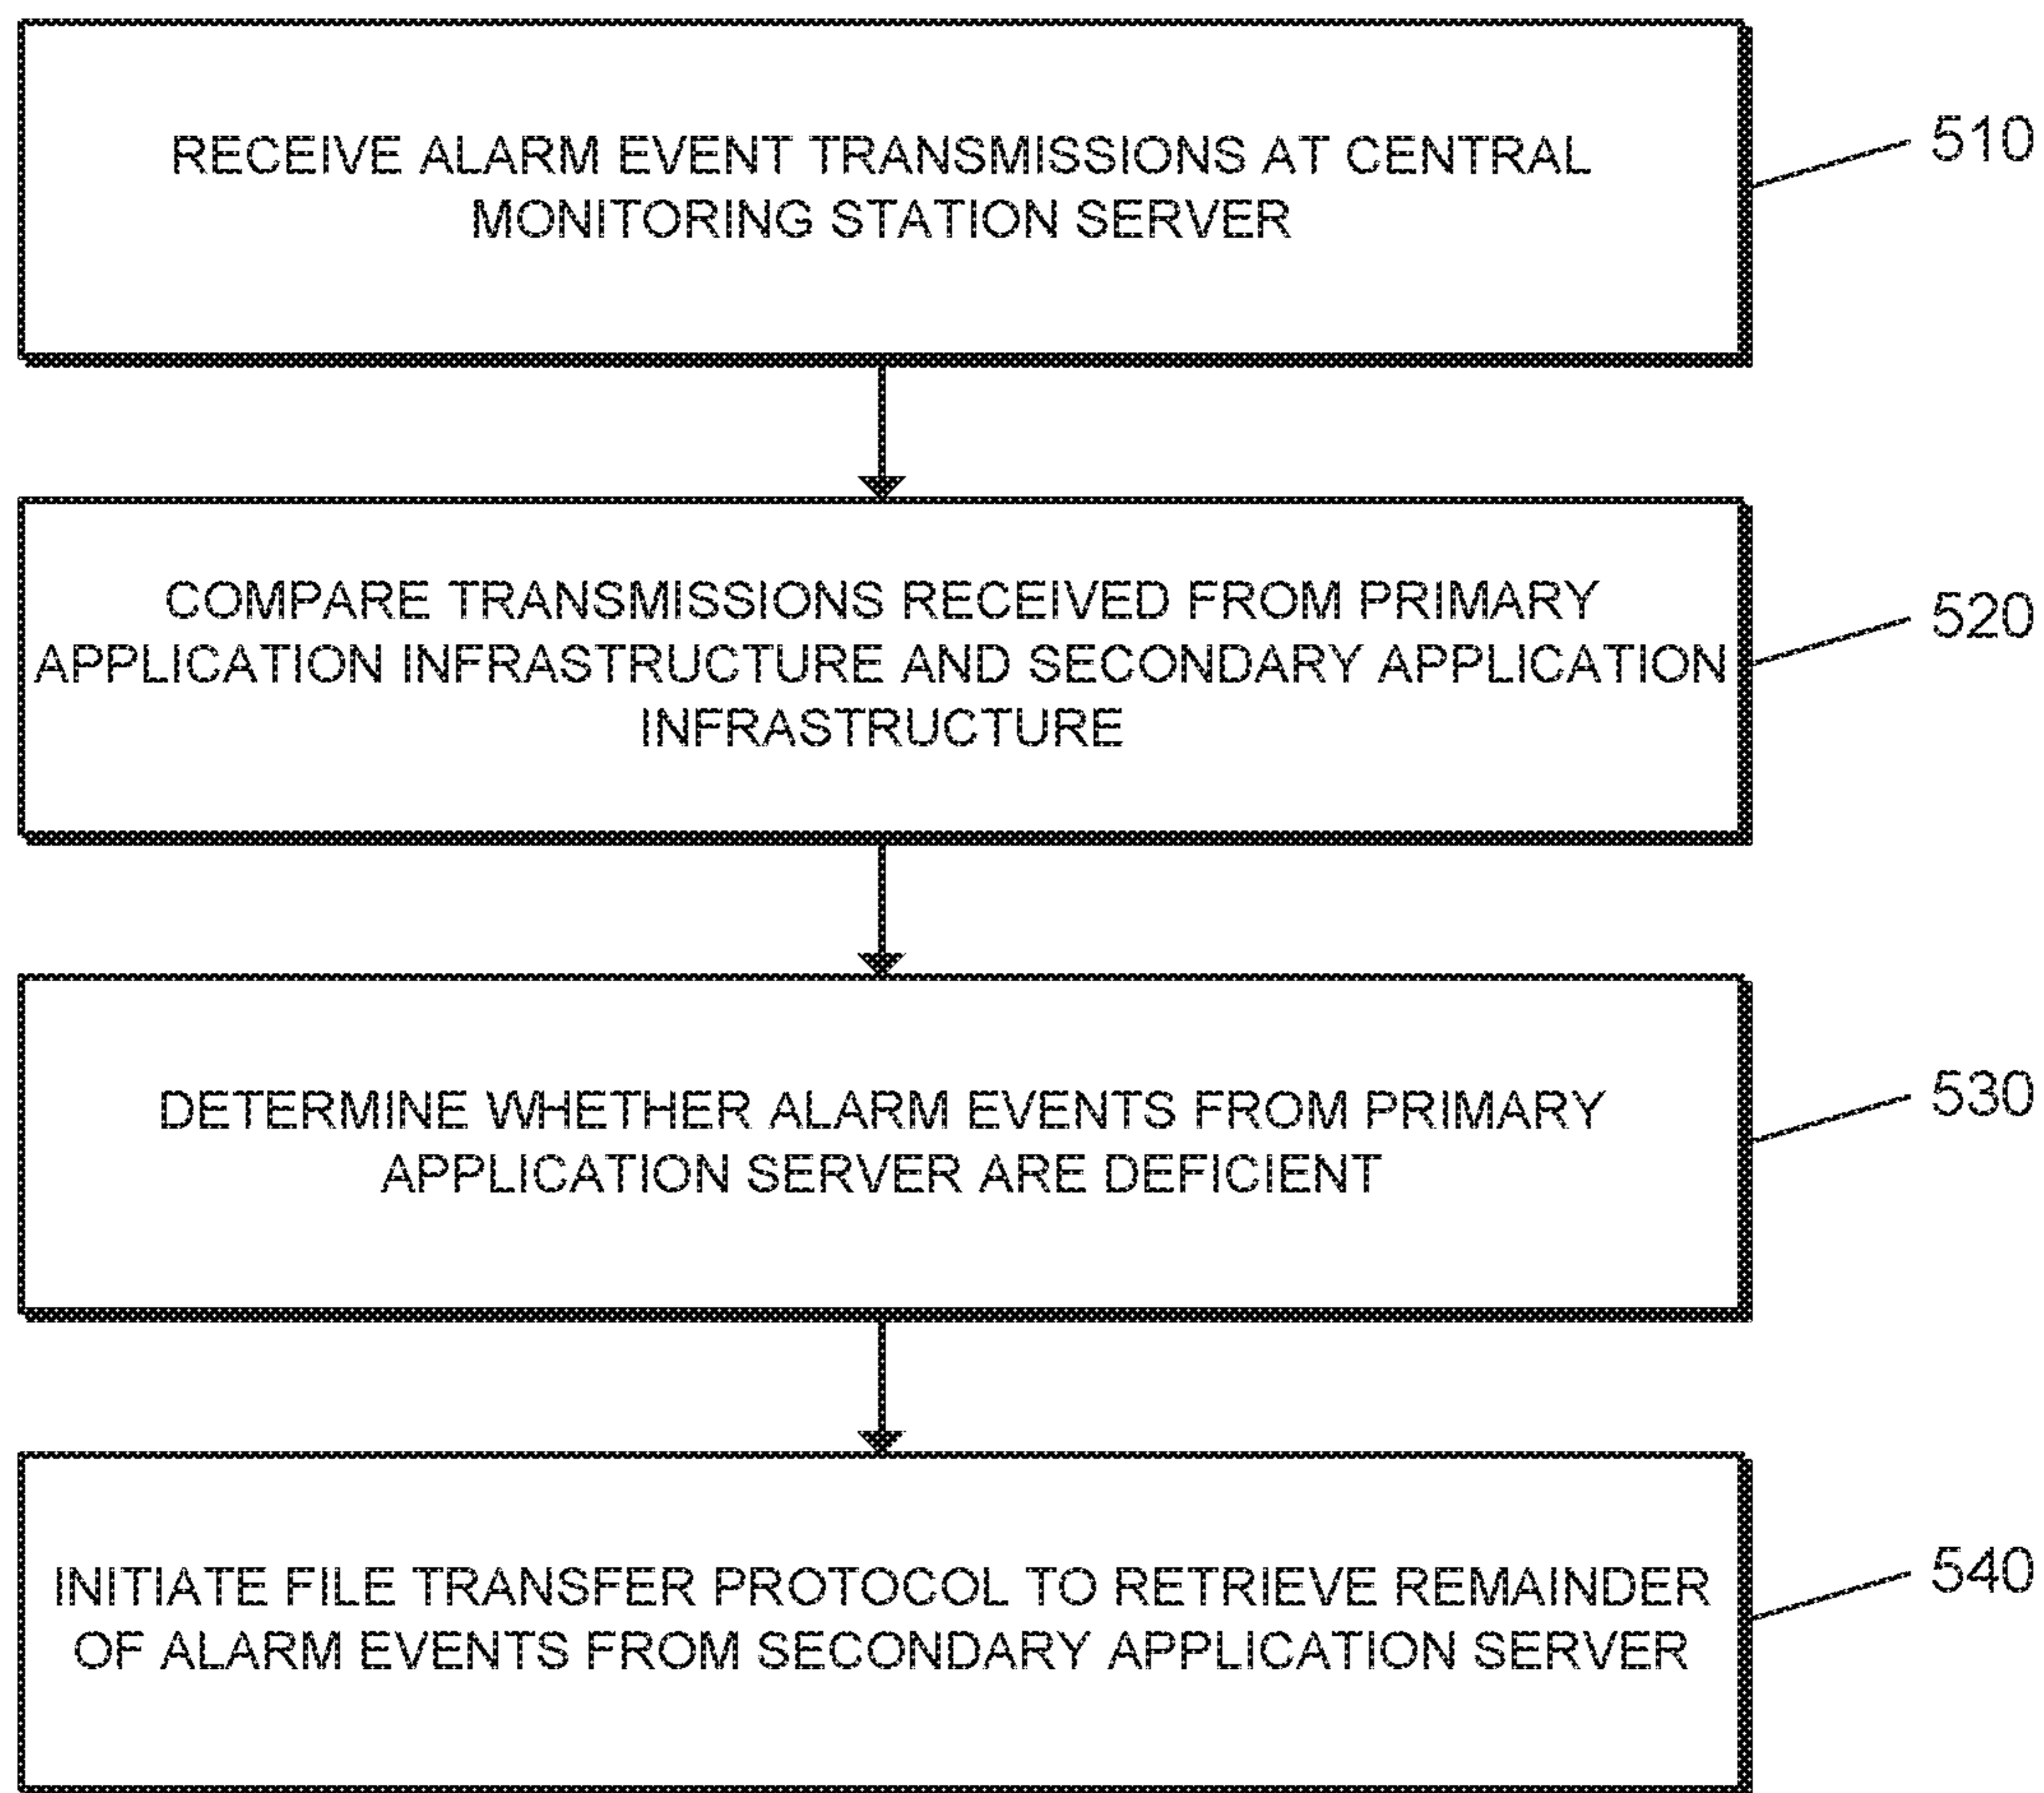 RECEIVE ALARM EVENT TRANSMISSIONS AT CENTRAL
MONITORING STATION SERVER
510
COMPARE TRANSMISSIONS RECEIVED FROM PRIMARY
APPLICATION INFRASTRUCTURE AND SECONDARY APPLICATION
INFRASTRUCTURE
520
DETERMINE WHETHER ALARM EVENTS FROM PRIMARY
APPLICATION SERVER ARE DEFICIENT
530
INITIATE FILE TRANSFER PROTOCOL TO RETRIEVE REMAINDER
OF ALARM EVENTS FROM SECONDARY APPLICATION SERVER
540